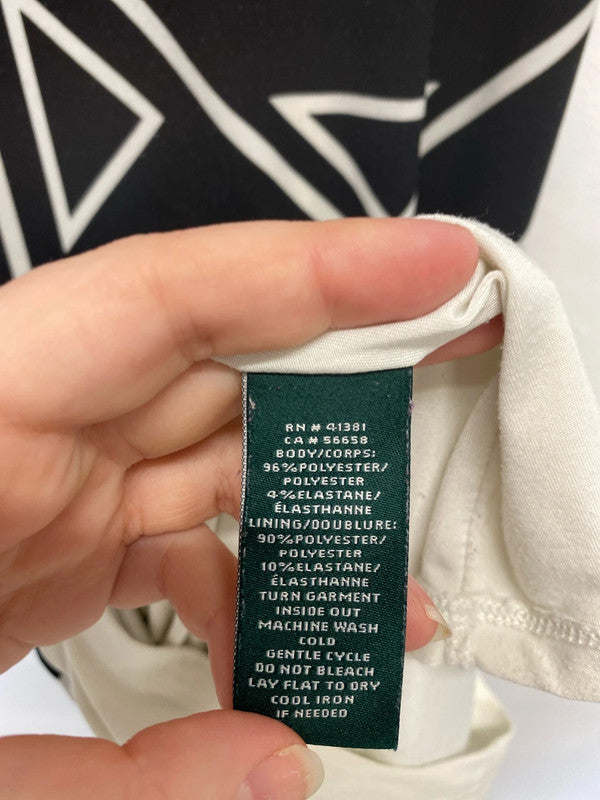 RN # 41381
CA # 56658
BODY/CORPS:
96%POLYESTER/
POLYESTER
4%ELASTANE/
ÉLASTHANNE
LINING/DOUBLURE:
90%POLYESTER/
POLYESTER
10%ELASTANE/
ÉLASTHANNE
TURN GARMENT
INSIDE OUT
MACHINE WASH
COLD
GENTLE CYCLE
DO NOT BLEACH
LAY FLAT TO DRY
COOL IRON
IF NEEDED